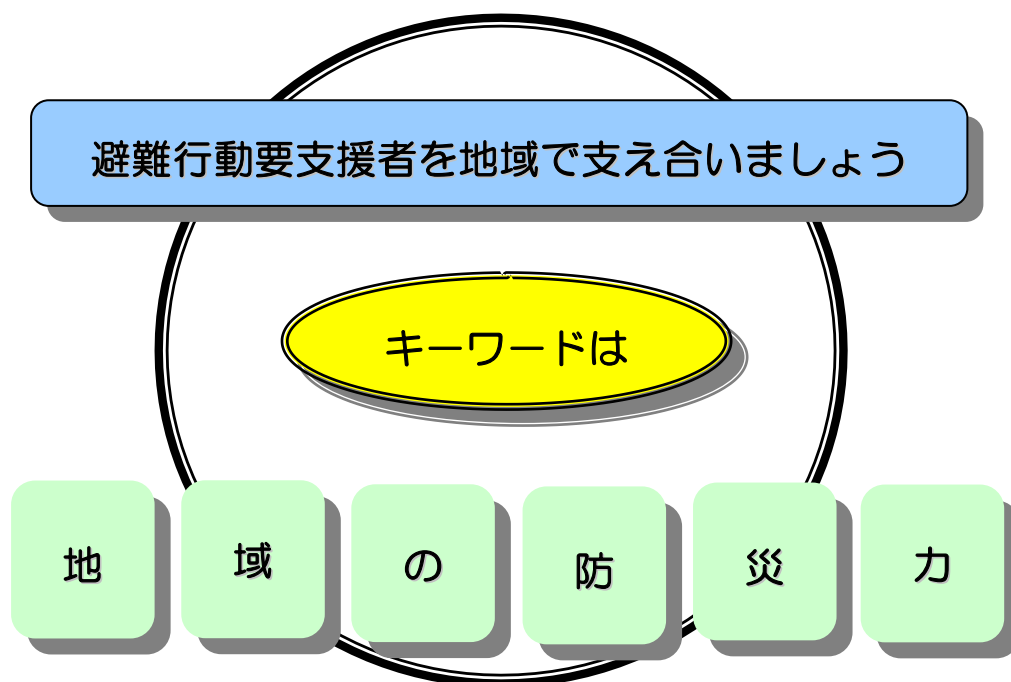 避難行動要支援者を地域で支え合いましょう
キーワードは
地域の防災力